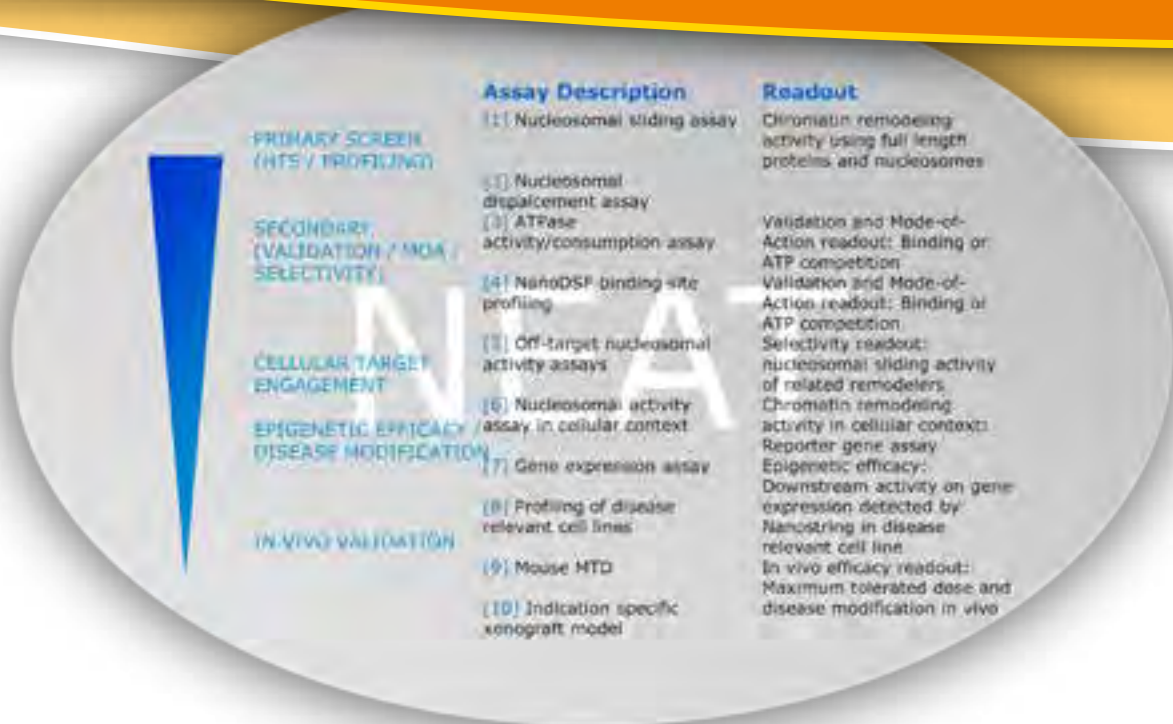 Assay Description
Readout
PRIMARY SCREEN
(HTS / PROFILING)
[1] Nucleosomal sliding assay
Chromatin remodeling
activity using full length
proteins and nucleosomes
[2] Nucleosomal
dispalcement assay
SECONDARY
(VALIDATION / MOA /
SELECTIVITY)
[3] ATPase
activity/consumption assay
Validation and Mode-of-
Action readout: Binding or
ATP competition
[4] NanoDSF binding site
profiling
Validation and Mode-of-
Action readout: Binding or
ATP competition
[5] Off-target nucleosomal
activity assays
Selectivity readout:
nucleosomal sliding activity
of related remodelers
CELLULAR TARGET
ENGAGEMENT
[6] Nucleosomal activity
assay in cellular context
Chromatin remodeling
activity in cellular context:
Reporter gene assay
EPIGENETIC EFFICACY /
DISEASE MODIFICATION
[7] Gene expression assay
Epigenetic efficacy:
Downstream activity on gene
expression detected by
Nanostring in disease
relevant cell line
[8] Profiling of disease
relevant cell lines
IN VIVO VALIDATION
[9] Mouse MTD
In vivo efficacy readout:
Maximum tolerated dose and
disease modification in vivo
[10] Indication specific
xenograft model